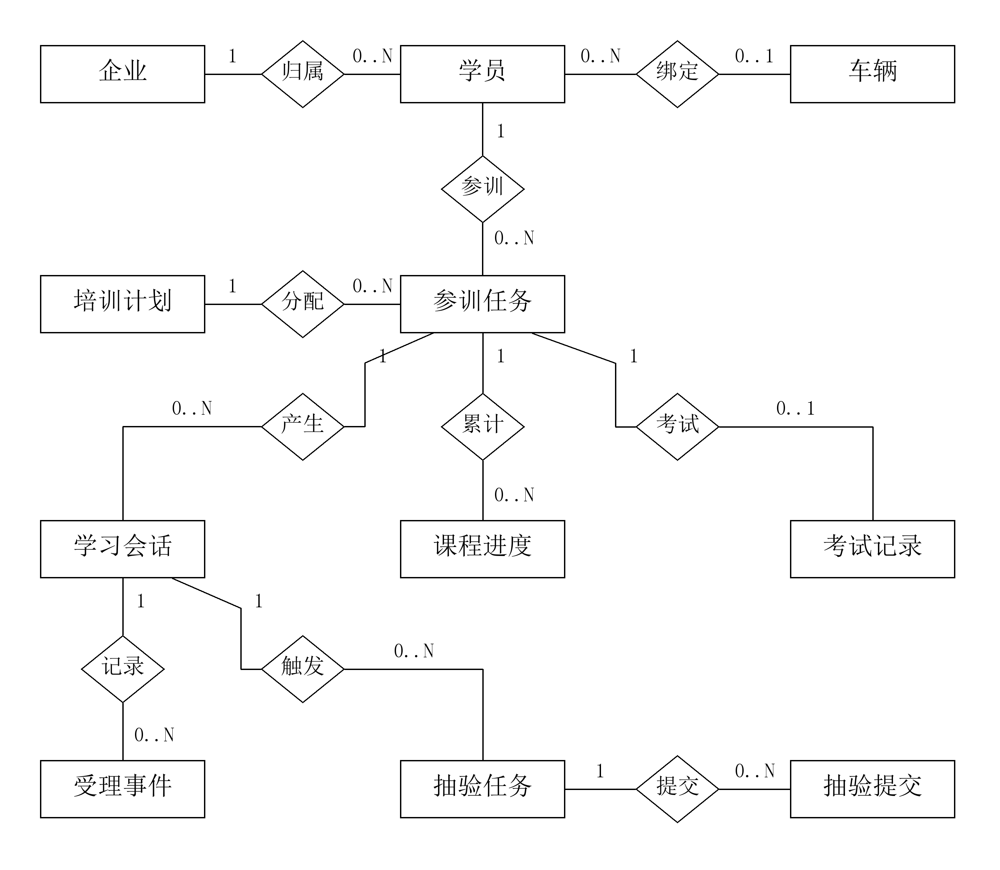 企业
1
归属
0..N
学员
0..N
绑定
0..1
车辆
1
参训
0..N
培训计划
1
分配
0..N
参训任务
1
1
1
0..N
产生
累计
考试
0..1
0..N
学习会话
课程进度
考试记录
1
1
记录
触发
0..N
0..N
受理事件
抽验任务
1
提交
0..N
抽验提交